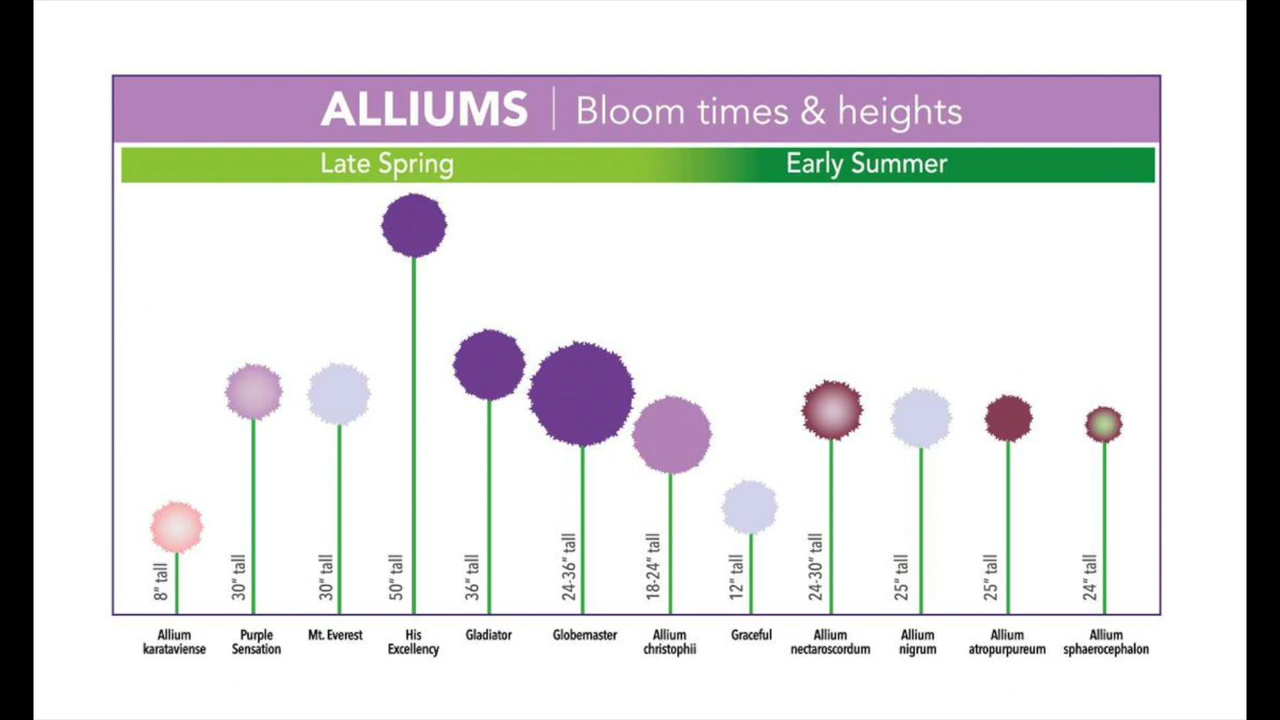 ALLIUMS | Bloom times & heights
Late Spring
Early Summer
8" tall
30" tall
30" tall
50" tall
36" tall
24-36" tall
18-24" tall
12" tall
24-30" tall
25" tall
25" tall
24" tall
Allium
karataviense
Purple
Sensation
Mt. Everest
His
Excellency
Gladiator
Globemaster
Allium
christophii
Graceful
Allium
nectaroscordum
Allium
nigrum
Allium
atropurpureum
Allium
sphaerocephalon